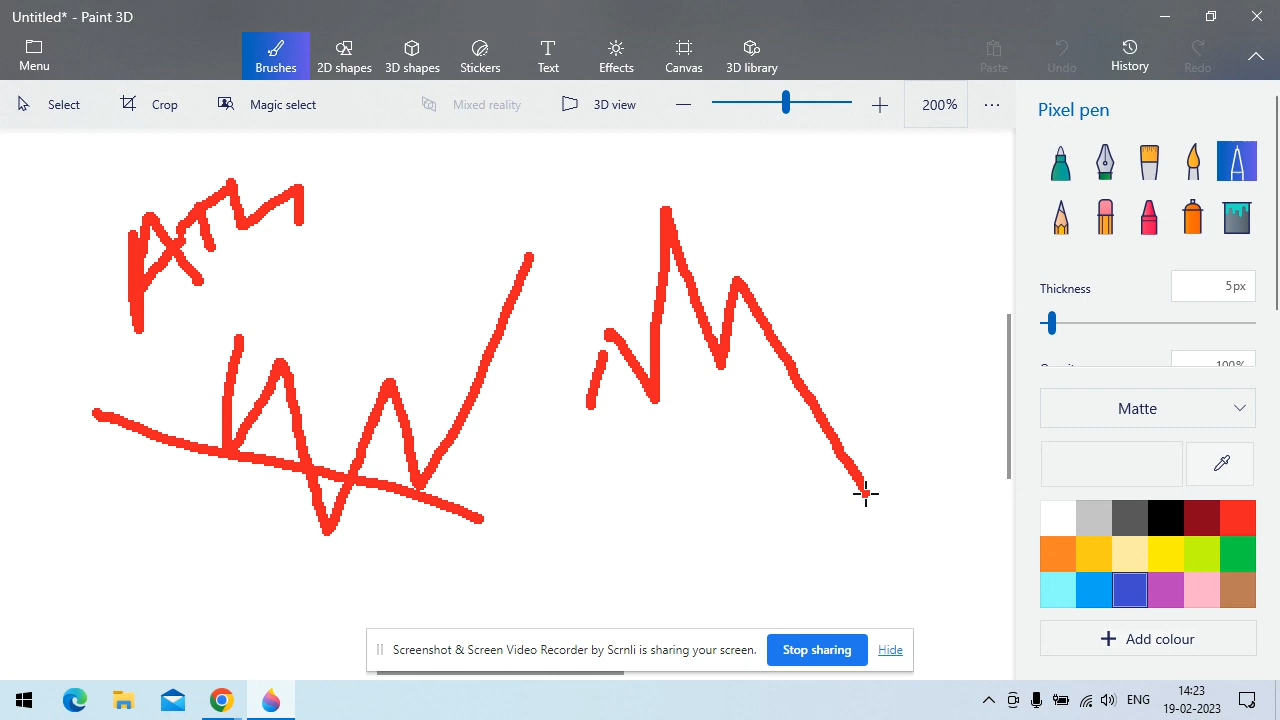 Untitled* - Paint 3D
Menu
Brushes 2D shapes 3D shapes Stickers Text Effects Canvas 3D library Paste Undo History Redo
Select Crop Magic select Mixed reality 3D view 200% ...
Pixel pen
Thickness 5px
100%
Matte
Add colour
Screenshot & Screen Video Recorder by Scrnli is sharing your screen. Stop sharing Hide
ENG
14:23
19-02-2023